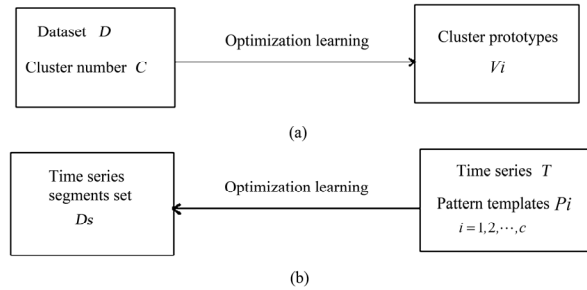 Dataset D
Cluster number C
Optimization learning
Cluster prototypes
Vi
(a)
Time series
segments set
Ds
Optimization learning
Time series T
Pattern templates Pi
i = 1, 2, ⋯, c
(b)